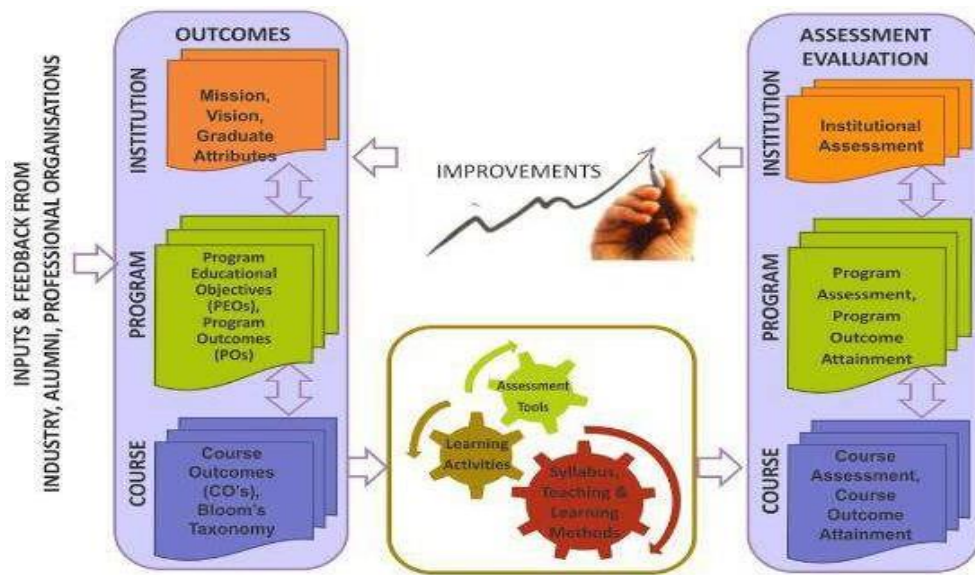 INPUTS & FEEDBACK FROM
INDUSTRY, ALUMNI, PROFESSIONAL ORGANISATIONS
OUTCOMES
INSTITUTION
Mission,
Vision,
Graduate
Attributes
PROGRAM
Program
Educational
Objectives
(PEOs),
Program
Outcomes
(POs)
COURSE
Course
Outcomes
(CO's),
Bloom's
Taxonomy
IMPROVEMENTS
Assessment
Tools
Learning
Activities
Syllabus,
Teaching &
Learning
Methods
ASSESSMENT
EVALUATION
INSTITUTION
Institutional
Assessment
PROGRAM
Program
Assessment,
Program
Outcome
Attainment
COURSE
Course
Assessment,
Course
Outcome
Attainment